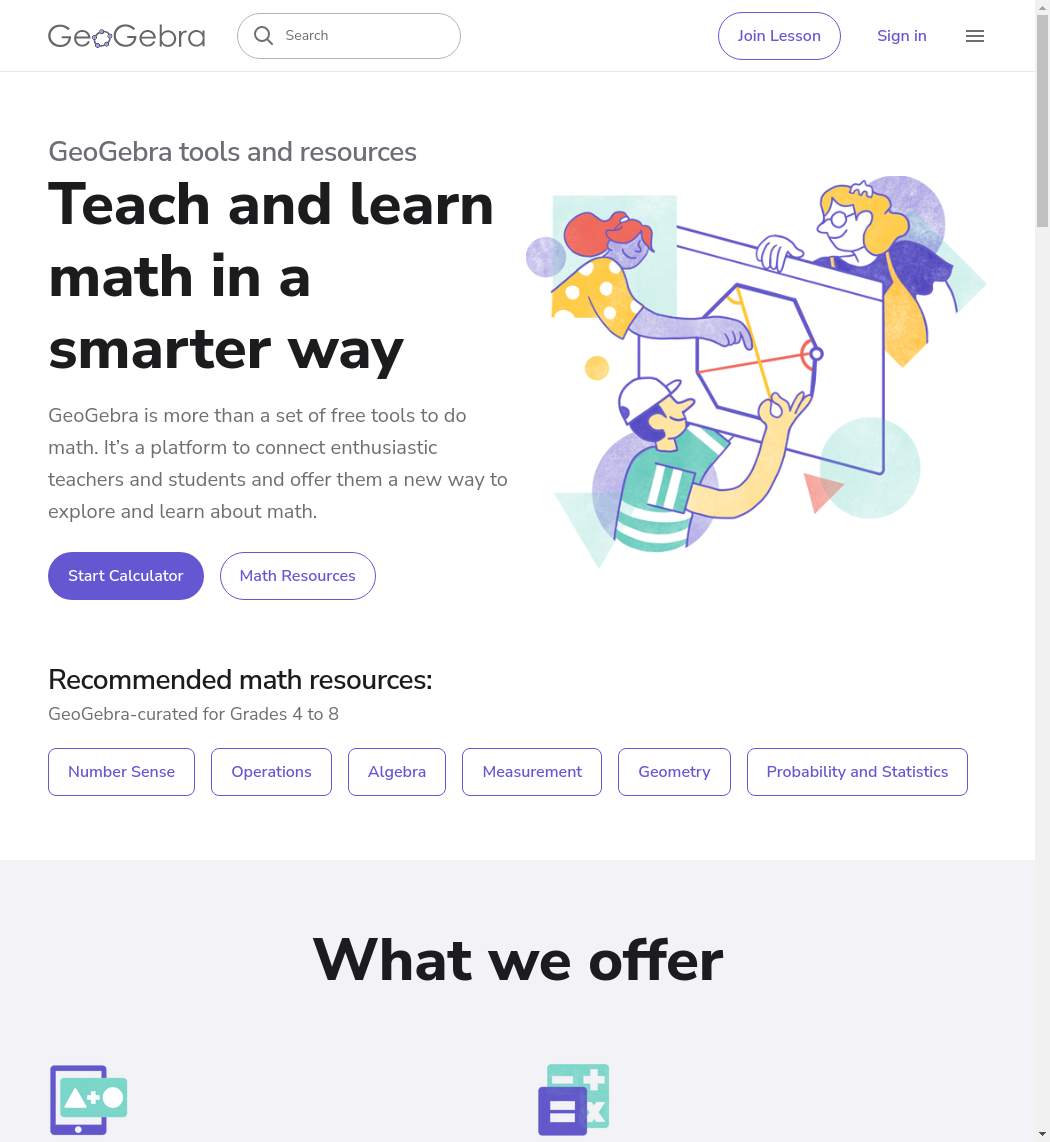 GeoGebra
Search
Join Lesson
Sign in
GeoGebra tools and resources
Teach and learn
math in a
smarter way
GeoGebra is more than a set of free tools to do
math. It’s a platform to connect enthusiastic
teachers and students and offer them a new way to
explore and learn about math.
Start Calculator
Math Resources
Recommended math resources:
GeoGebra-curated for Grades 4 to 8
Number Sense
Operations
Algebra
Measurement
Geometry
Probability and Statistics
What we offer